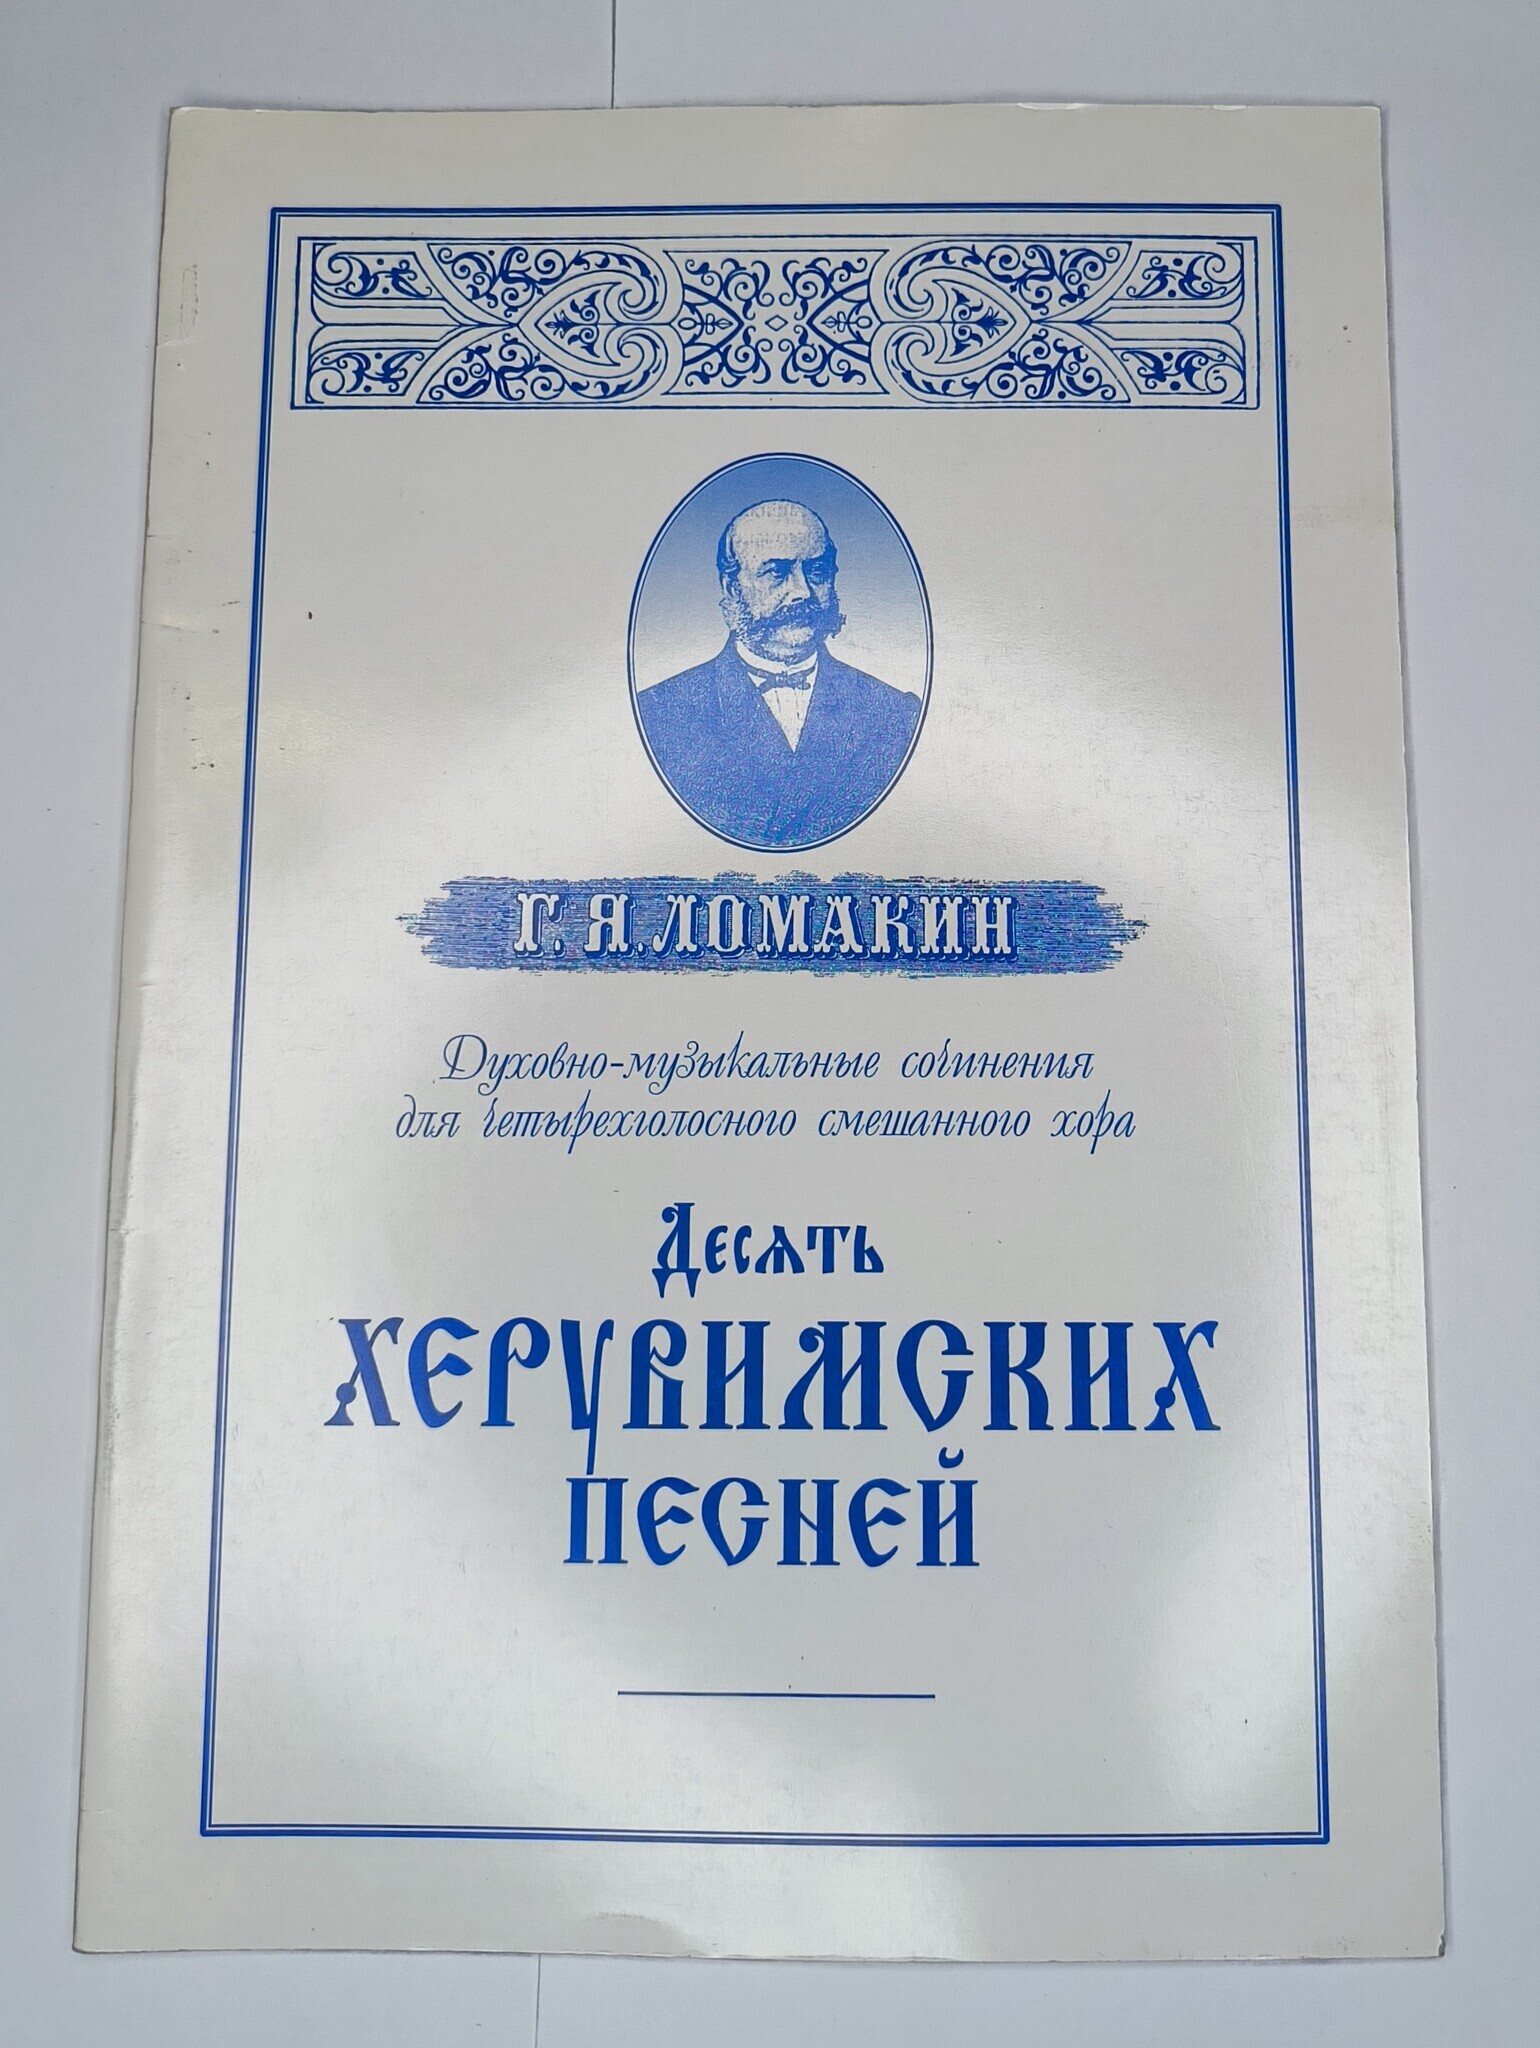 Г. Я. ЛОМАКИН
Духовно-музыкальные сочинения
для четырехголосного смешанного хора
Десять
ХЕРУВИМСКИХ
ПЕСНЕЙ